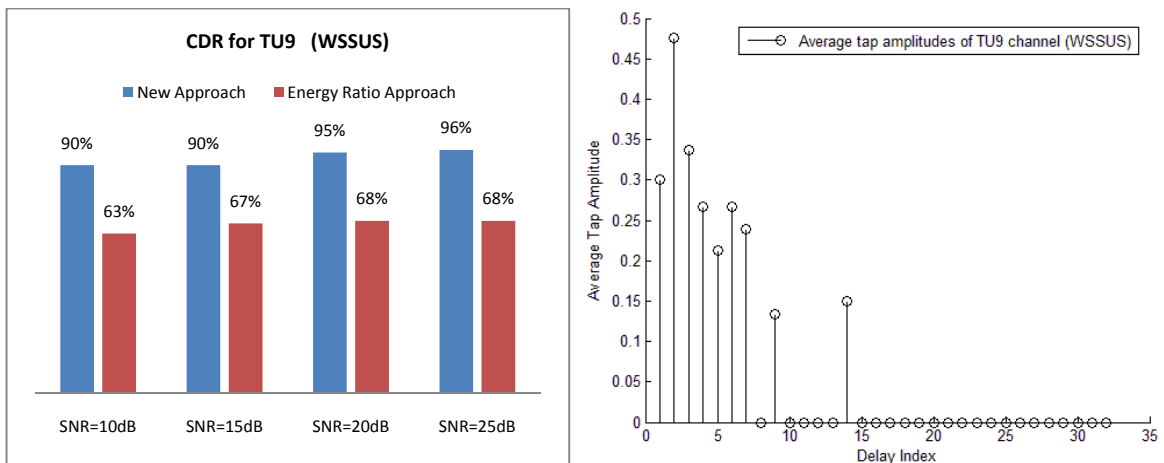 CDR for TU9 (WSSUS)
New Approach Energy Ratio Approach
90% 63% 90% 67% 95% 68% 96% 68%
SNR=10dB SNR=15dB SNR=20dB SNR=25dB
Average tap amplitudes of TU9 channel (WSSUS)
Average Tap Amplitude
0.5
0.45
0.4
0.35
0.3
0.25
0.2
0.15
0.1
0.05
0
0 5 10 15 20 25 30 35
Delay Index